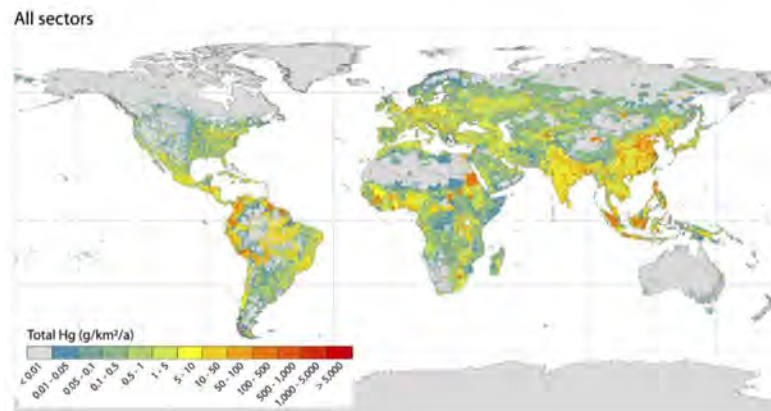 All sectors
Total Hg (g/km²/a)
< 0.01
0.01 - 0.05
0.05 - 0.1
0.1 - 0.5
0.5 - 1
1 - 5
5 - 10
10 - 50
50 - 100
100 - 500
500 - 1,000
1,000 - 5,000
> 5,000